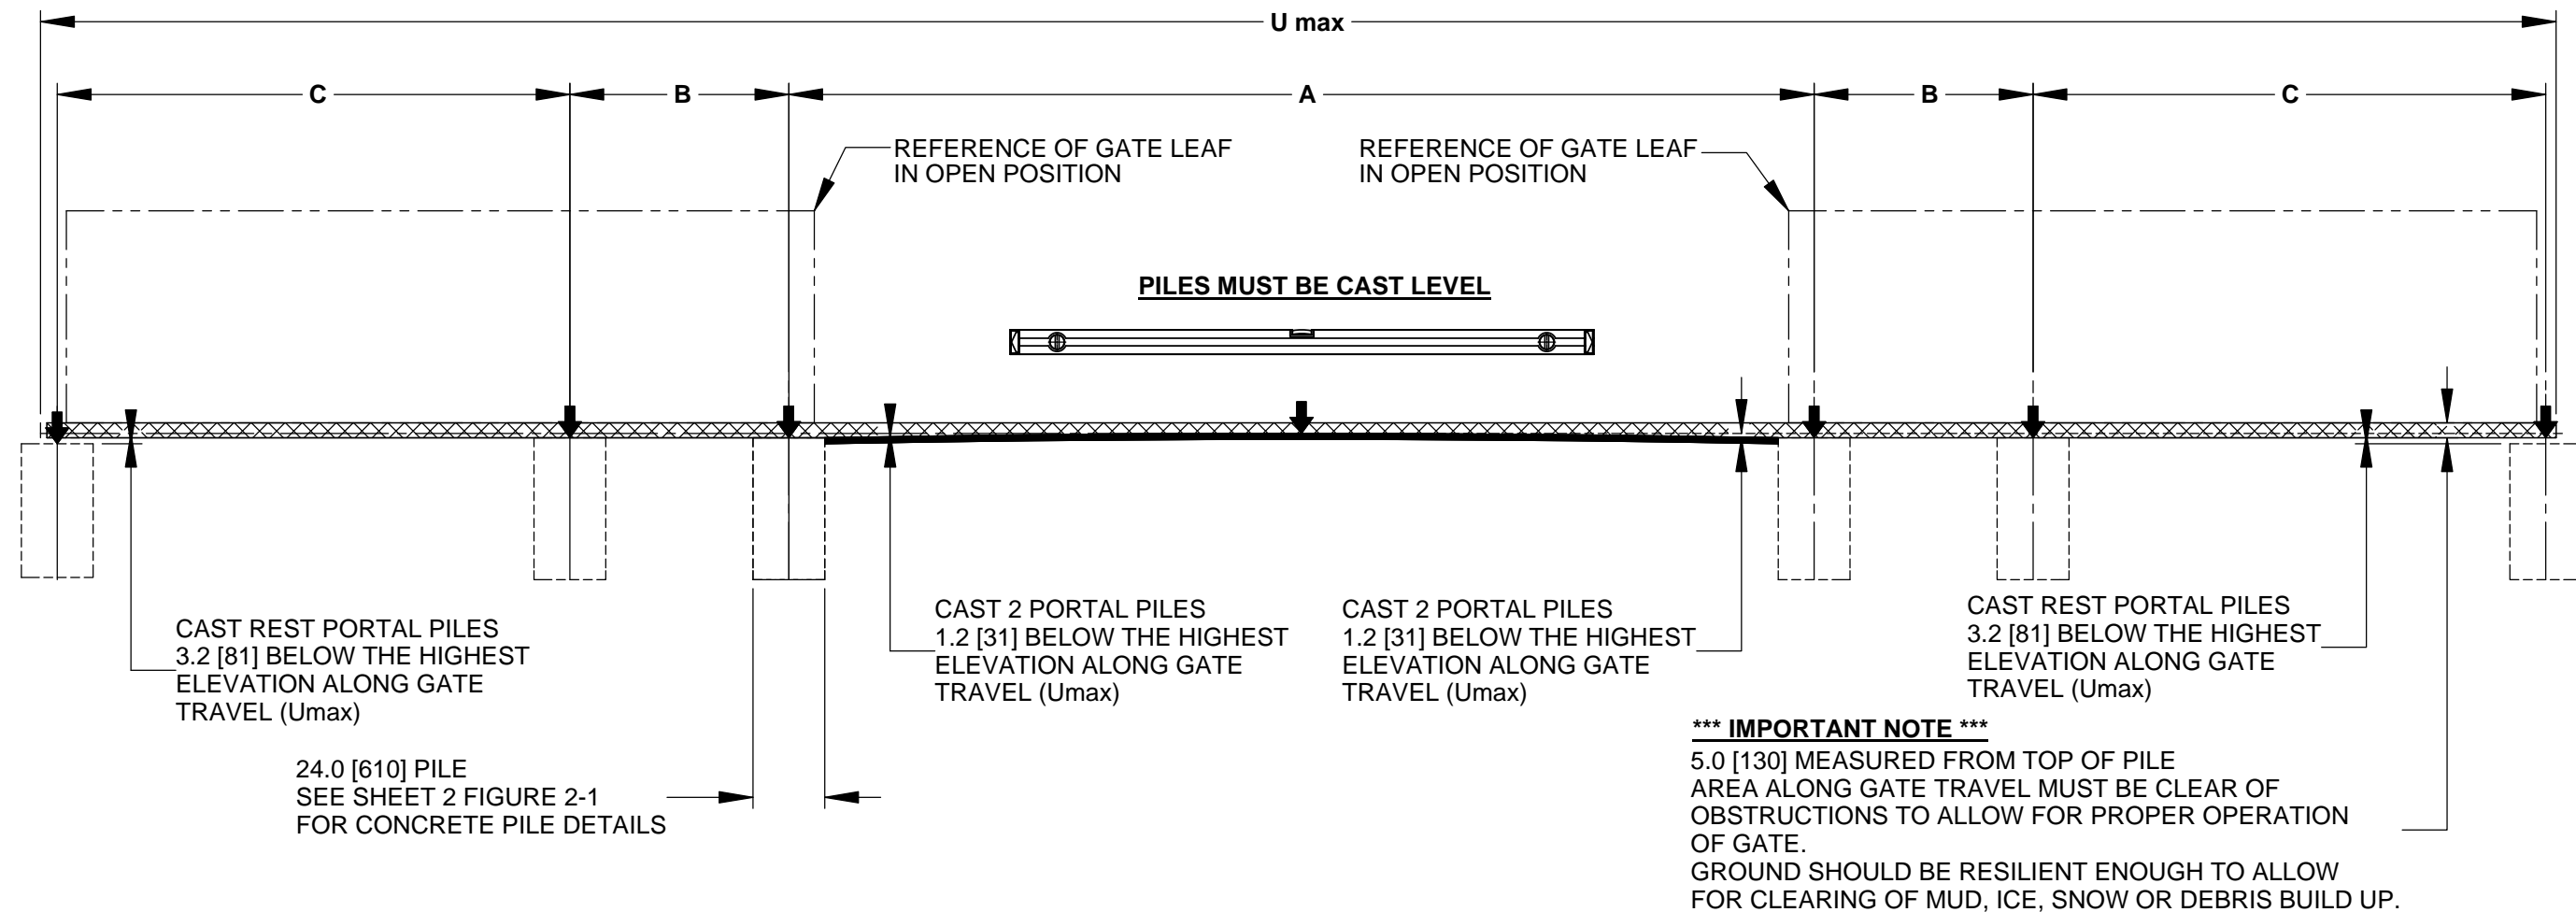 U max
C
B
A
B
C
REFERENCE OF GATE LEAF
IN OPEN POSITION
REFERENCE OF GATE LEAF
IN OPEN POSITION
PILES MUST BE CAST LEVEL
CAST REST PORTAL PILES
3.2 [81] BELOW THE HIGHEST
ELEVATION ALONG GATE
TRAVEL (Umax)
CAST 2 PORTAL PILES
1.2 [31] BELOW THE HIGHEST
ELEVATION ALONG GATE
TRAVEL (Umax)
CAST 2 PORTAL PILES
1.2 [31] BELOW THE HIGHEST
ELEVATION ALONG GATE
TRAVEL (Umax)
CAST REST PORTAL PILES
3.2 [81] BELOW THE HIGHEST
ELEVATION ALONG GATE
TRAVEL (Umax)
24.0 [610] PILE
SEE SHEET 2 FIGURE 2-1
FOR CONCRETE PILE DETAILS
*** IMPORTANT NOTE ***
5.0 [130] MEASURED FROM TOP OF PILE
AREA ALONG GATE TRAVEL MUST BE CLEAR OF
OBSTRUCTIONS TO ALLOW FOR PROPER OPERATION
OF GATE.
GROUND SHOULD BE RESILIENT ENOUGH TO ALLOW
FOR CLEARING OF MUD, ICE, SNOW OR DEBRIS BUILD UP.